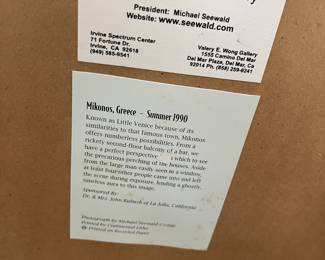 President: Michael Seewald
Website: www.seewald.com
Irvine Spectrum Center
71 Fortune Dr.
Irvine, CA 92618
(949) 585-9541
Valery E. Wong Gallery
1555 Camino Del Mar
Del Mar Plaza, Del Mar, Ca
92014 Ph. (858) 259-6241
Mikonos, Greece - Summer 1990
Known as Little Venice because of its
similarities to that famous town, Mikonos
offers numberless possibilities. From a
rickety second-floor balcony of a bar, we
have a perfect perspective which to see
the precarious perching of the houses. Aside
from the large man easily seen in a window,
at least four other people came into and left
the scene during exposure, lending a ghostly,
timeless aura to this image.
Sponsored By:
Dr. & Mrs. John of La Jolla, California
Photograph by Michael Seewald
Printed by Continental Litho
Printed on Recycled Paper